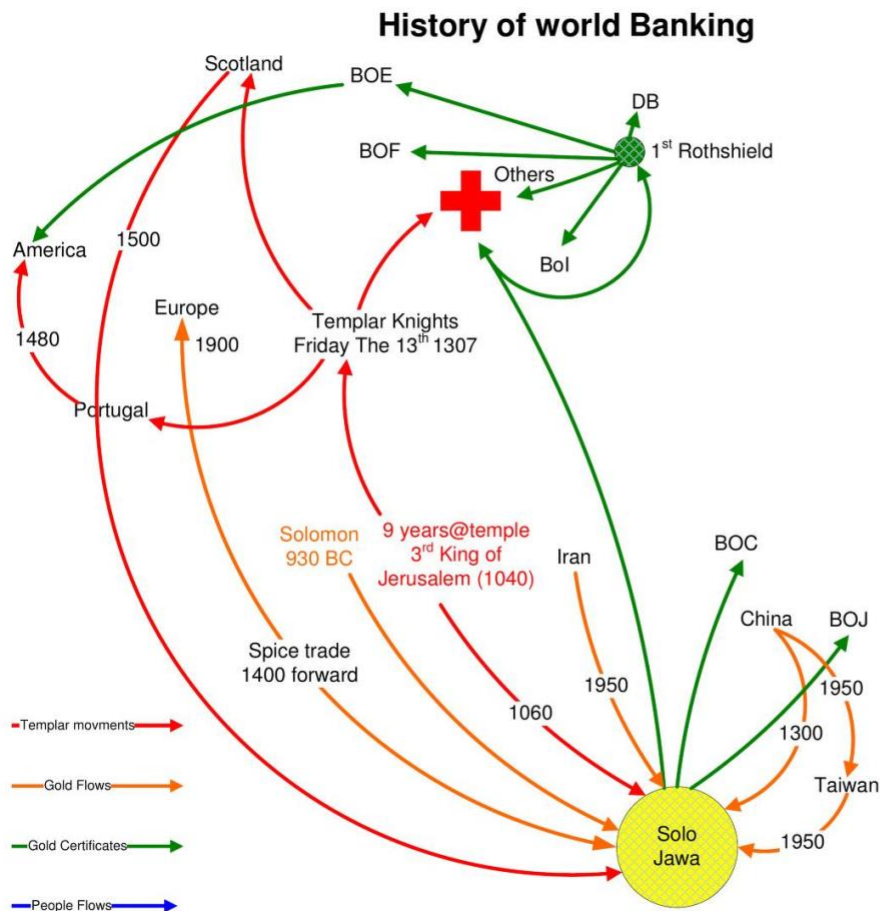 History of world Banking
Scotland
BOE
DB
1st Rothshield
BOF
Others
America
1500
BoI
Europe
1900
Templar Knights
Friday The 13th 1307
1480
Portugal
Solomon
930 BC
9 years@temple
3rd King of
Jerusalem (1040)
Iran
BOC
China
BOJ
Spice trade
1400 forward
1950
1950
1060
1300
Templar movments
Gold Flows
Taiwan
Solo
Jawa
1950
Gold Certificates
People Flows